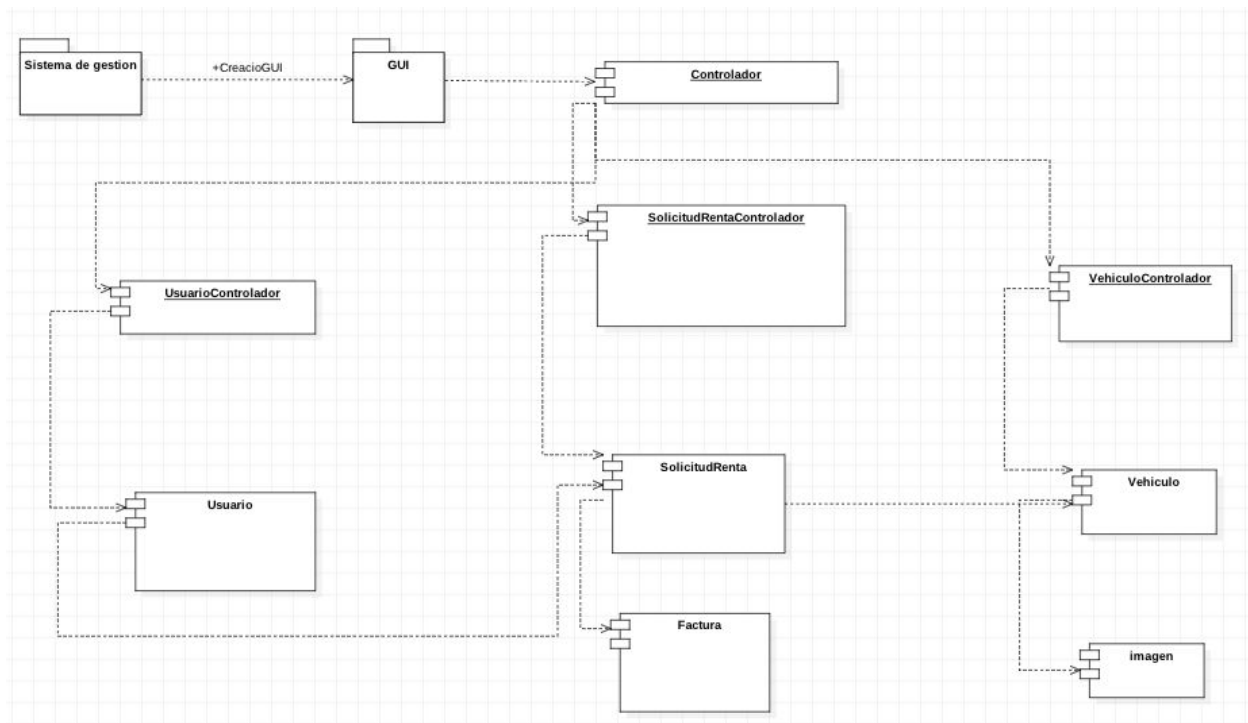 Sistema de gestion
+CreacioGUI
GUI
Controlador
SolicitudRentaControlador
UsuarioControlador
VehiculoControlador
SolicitudRenta
Vehiculo
Usuario
Factura
imagen